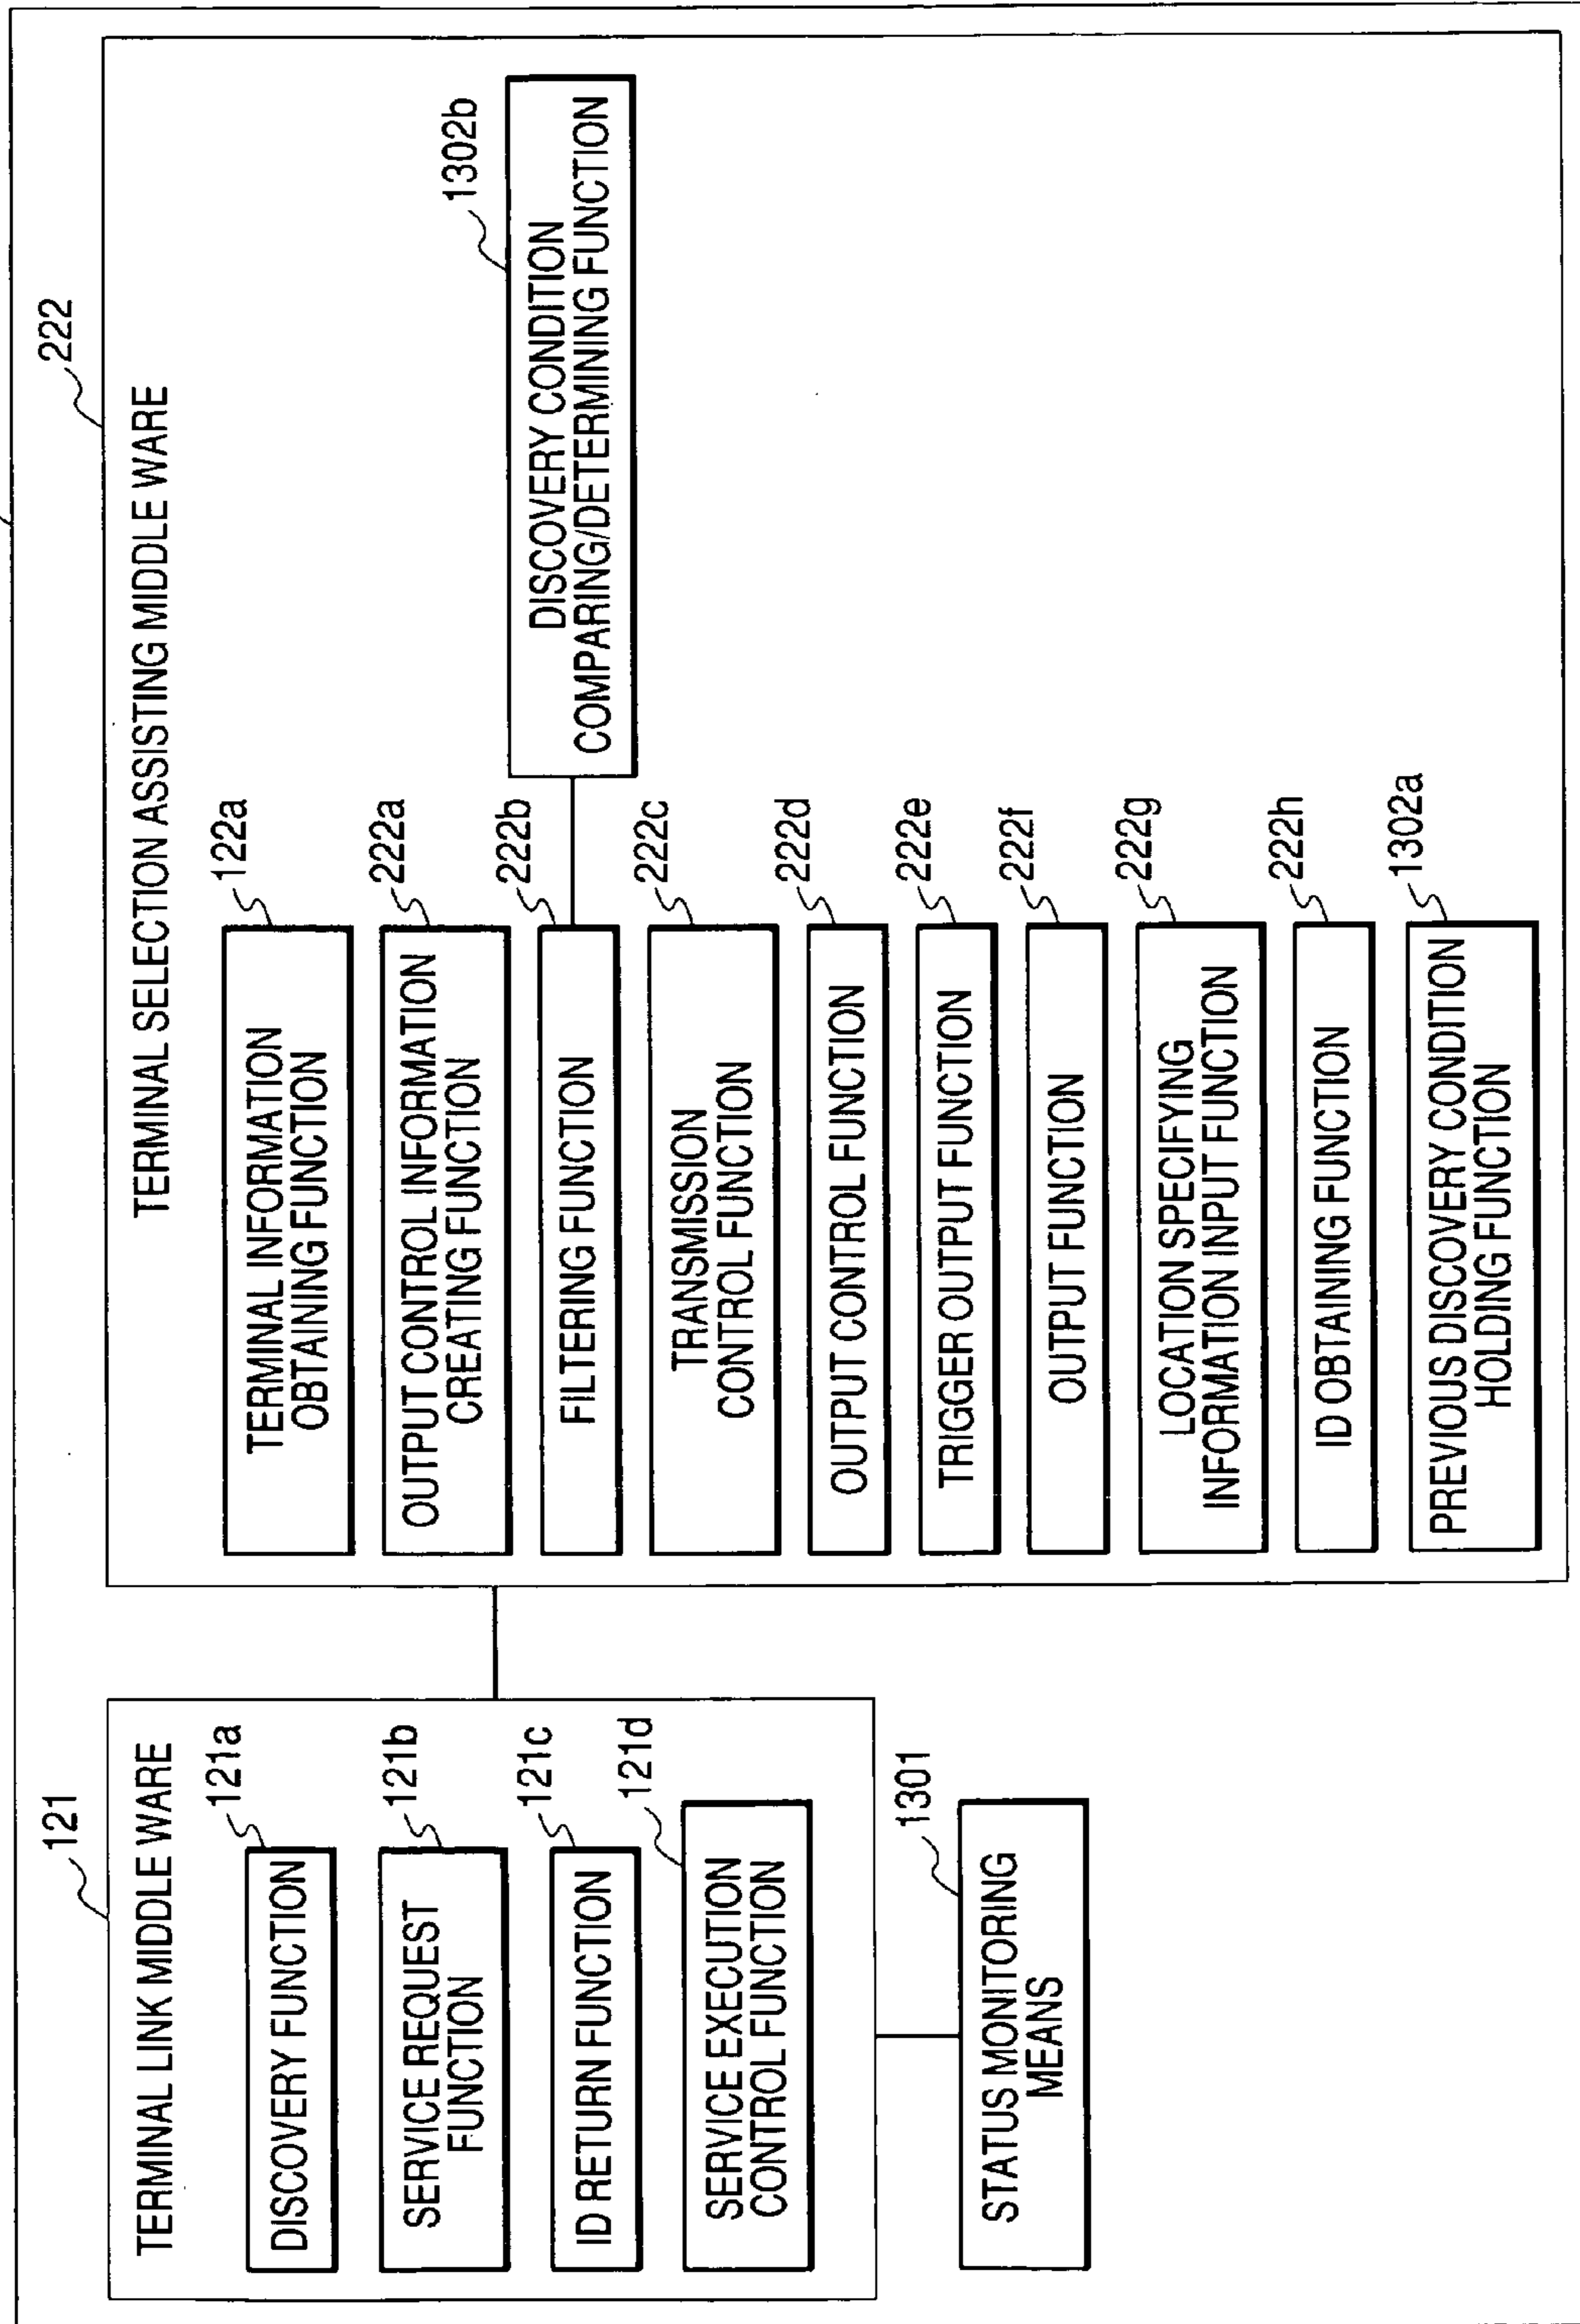 121
TERMINAL LINK MIDDLE WARE
121a
DISCOVERY FUNCTION
121b
SERVICE REQUEST
FUNCTION
121c
ID RETURN FUNCTION
121d
SERVICE EXECUTION
CONTROL FUNCTION
1301
STATUS MONITORING
MEANS
222
TERMINAL SELECTION ASSISTING MIDDLE WARE
122a
TERMINAL INFORMATION
OBTAINING FUNCTION
222a
OUTPUT CONTROL INFORMATION
CREATING FUNCTION
222b
FILTERING FUNCTION
1302b
DISCOVERY CONDITION
COMPARING/DETERMINING FUNCTION
222c
TRANSMISSION
CONTROL FUNCTION
222d
OUTPUT CONTROL FUNCTION
222e
TRIGGER OUTPUT FUNCTION
222f
OUTPUT FUNCTION
222g
LOCATION SPECIFYING
INFORMATION INPUT FUNCTION
222h
ID OBTAINING FUNCTION
1302a
PREVIOUS DISCOVERY CONDITION
HOLDING FUNCTION